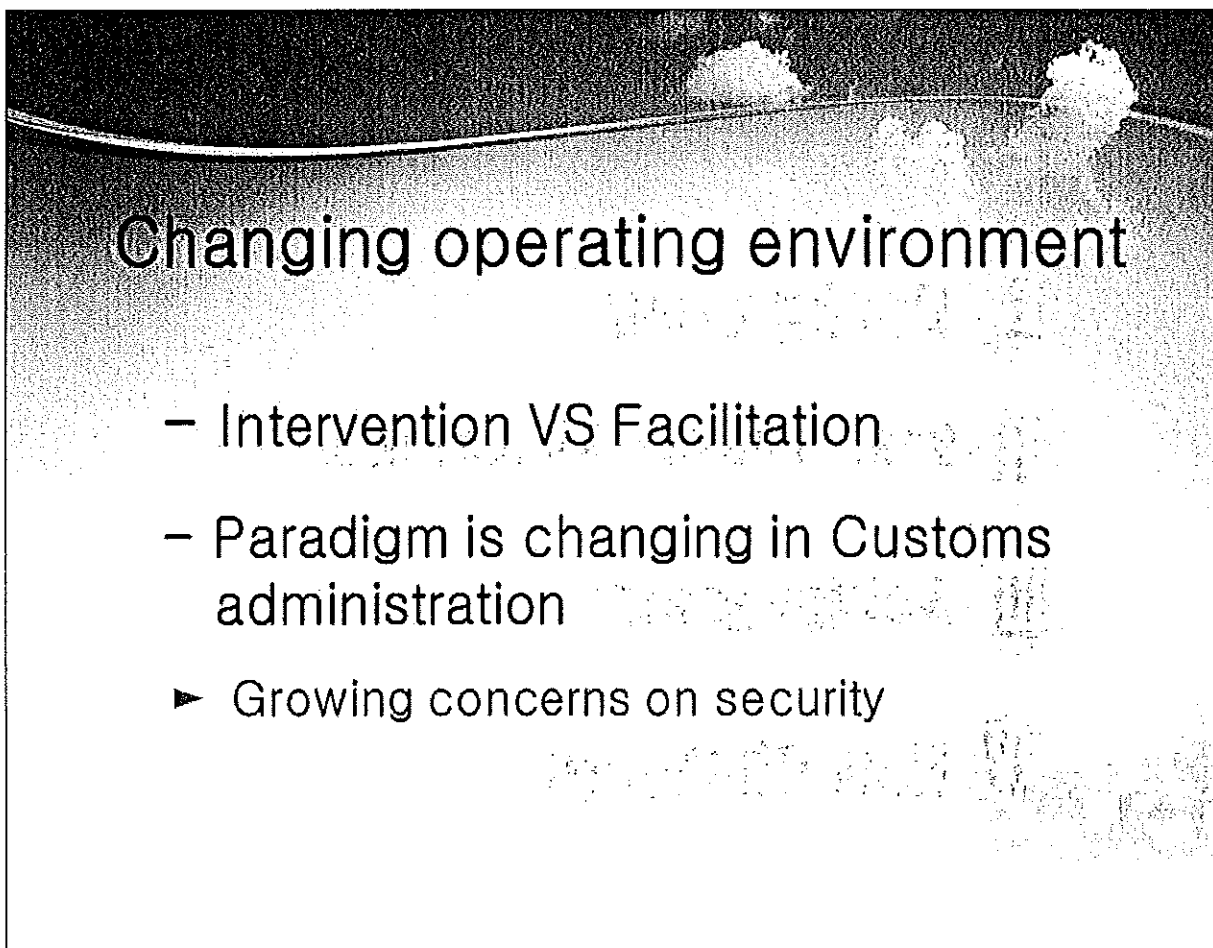 Changing operating environment
– Intervention VS Facilitation
– Paradigm is changing in Customs
administration
► Growing concerns on security